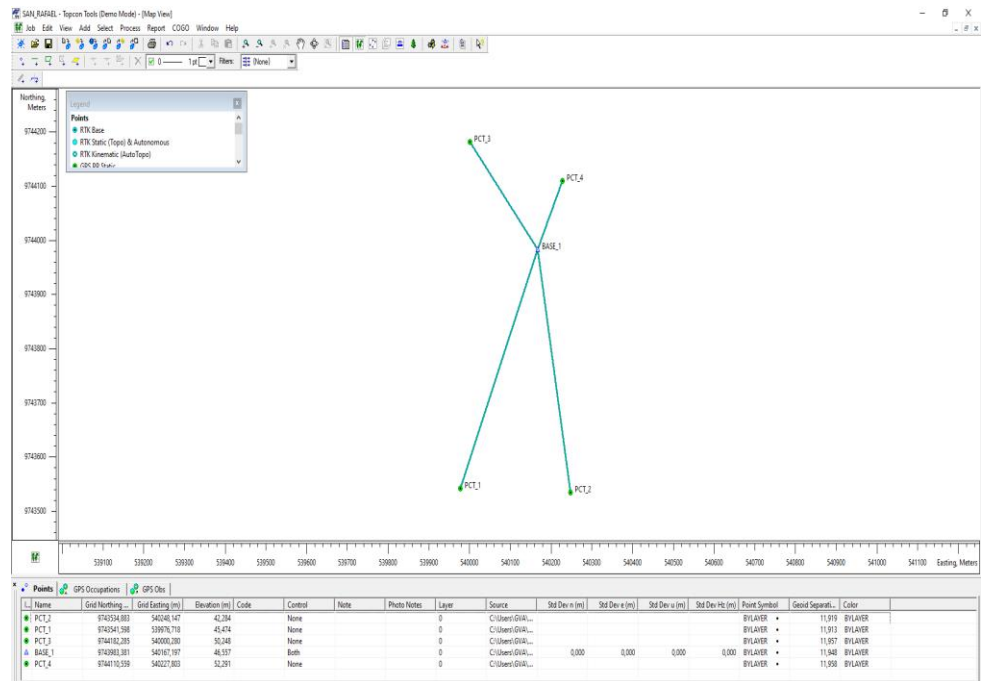 SAN_RAFAEL - Topcon Tools (Demo Mode) - [Map View]
Job Edit View Add Select Process Report COGO Window Help
0 1 pt Filters: (None)
Northing, Meters
Legend
Points
RTK Base
RTK Static (Topo) & Autonomous
RTK Kinematic (AutoTopo)
GPS PP Static
9744200
9744100
9744000
9743900
9743800
9743700
9743600
9743500
PCT_3
PCT_4
BASE_1
PCT_1
PCT_2
539100 539200 539300 539400 539500 539600 539700 539800 539900 540000 540100 540200 540300 540400 540500 540600 540700 540800 540900 541000 541100 Easting, Meters
Points GPS Occupations GPS Obs
I... Name Grid Northing ... Grid Easting (m) Elevation (m) Code Control Note Photo Notes Layer Source Std Dev n (m) Std Dev e (m) Std Dev u (m) Std Dev Hz (m) Point Symbol Geoid Separati... Color
PCT_2 9743534,883 540248,147 42,284 None 0 C:\Users\GVA\... BYLAYER • 11,919 BYLAYER
PCT_1 9743541,598 539976,718 45,474 None 0 C:\Users\GVA\... BYLAYER • 11,913 BYLAYER
PCT_3 9744182,285 540000,280 50,248 None 0 C:\Users\GVA\... BYLAYER • 11,957 BYLAYER
BASE_1 9743983,381 540167,197 46,557 Both 0 C:\Users\GVA\... 0,000 0,000 0,000 0,000 BYLAYER • 11,948 BYLAYER
PCT_4 9744110,559 540227,803 52,291 None 0 C:\Users\GVA\... BYLAYER • 11,958 BYLAYER